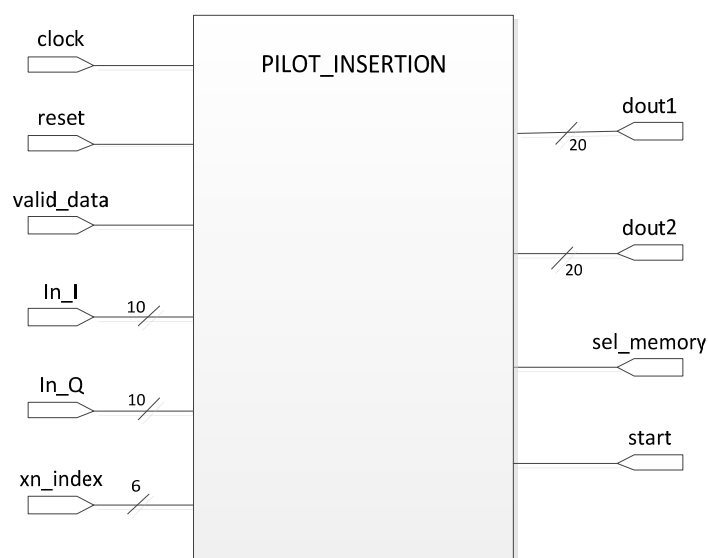 clock
PILOT_INSERTION
reset
dout1
20
valid_data
dout2
20
In_I
10
sel_memory
In_Q
10
start
xn_index
6